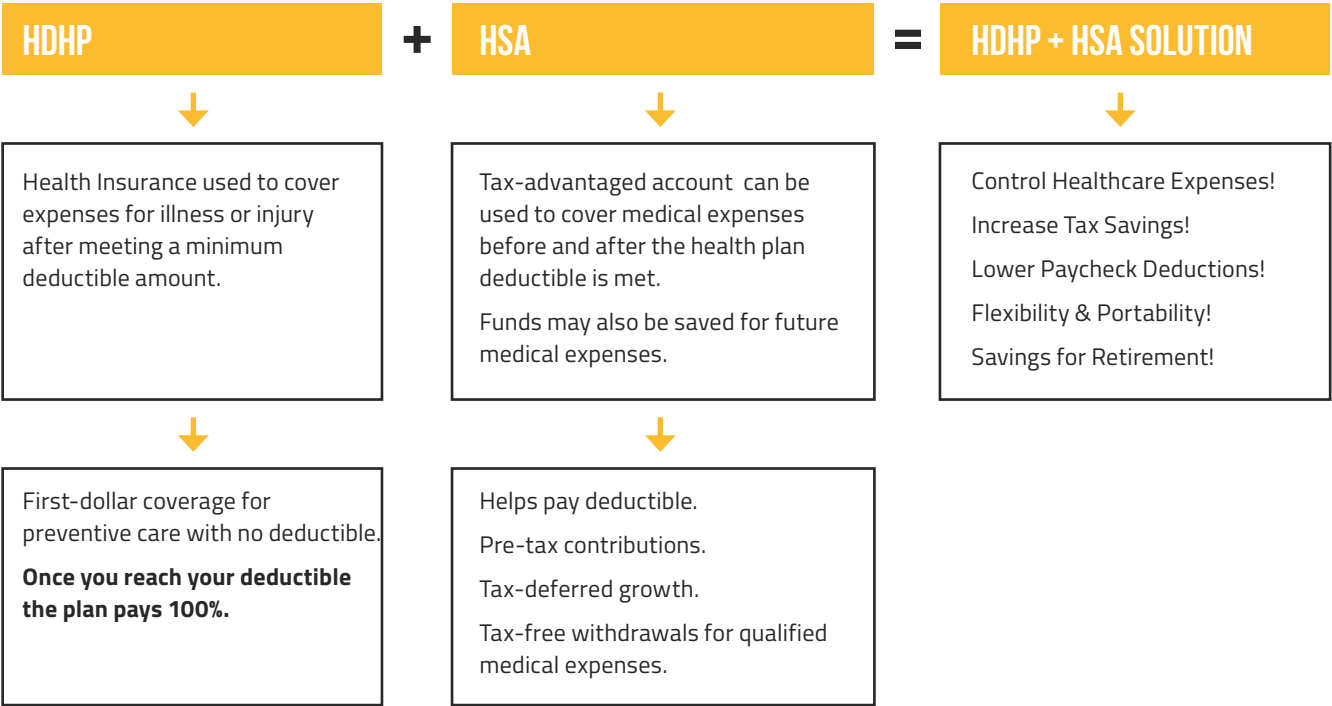 HDHP
+
HSA
=
HDHP + HSA SOLUTION
Health Insurance used to cover
expenses for illness or injury
after meeting a minimum
deductible amount.
Tax-advantaged account can be
used to cover medical expenses
before and after the health plan
deductible is met.
Funds may also be saved for future
medical expenses.
Control Healthcare Expenses!
Increase Tax Savings!
Lower Paycheck Deductions!
Flexibility & Portability!
Savings for Retirement!
First-dollar coverage for
preventive care with no deductible.
Once you reach your deductible
the plan pays 100%.
Helps pay deductible.
Pre-tax contributions.
Tax-deferred growth.
Tax-free withdrawals for qualified
medical expenses.